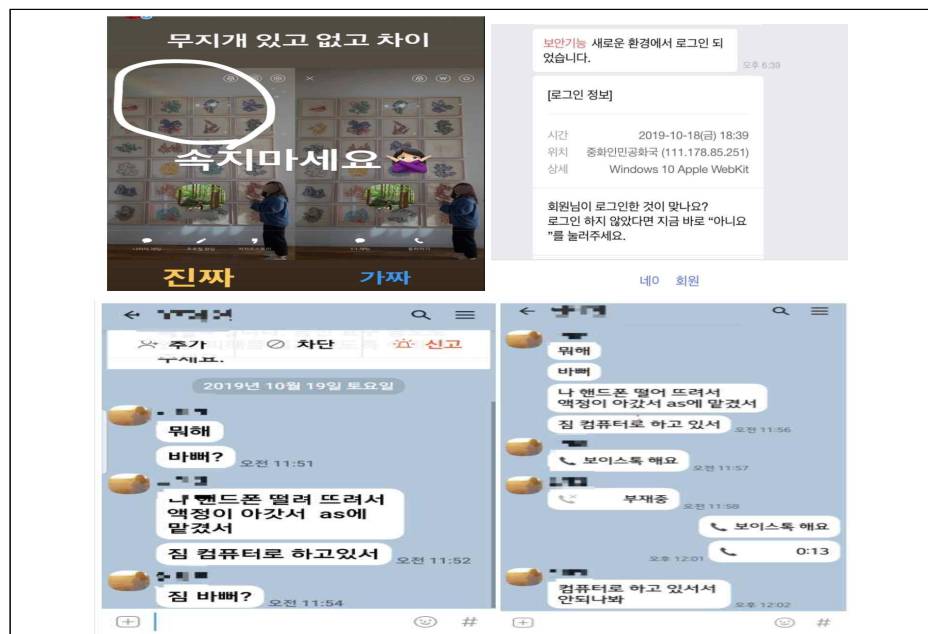 무지개 있고 없고 차이
속지마세요
진짜
가짜
보안기능 새로운 환경에서 로그인 되
었습니다.
오후 6:39
[로그인 정보]
시간 2019-10-18(금) 18:39
위치 중화인민공화국 (111.178.85.251)
상세 Windows 10 Apple WebKit
회원님이 로그인한 것이 맞나요?
로그인 하지 않았다면 지금 바로 “아니요
”를 눌러주세요.
네0 회원
추가 차단 신고
2019년 10월 19일 토요일
뭐해
바뻐?
오전 11:51
나 핸드폰 떨려 뜨려서
액정이 아갓서 as에
맡겼서
짐 컴퓨터로 하고있서
오전 11:52
짐 바뻐?
오전 11:54
#
뭐해
바뻐
나 핸드폰 떨어 뜨려서
액정이 아갔서 as에 맡겼서
짐 컴퓨터로 하고 있서
오전 11:56
보이스톡 해요
오전 11:57
부재중
오전 11:58
보이스톡 해요
0:13
오후 12:01
컴퓨터로 하고 있서서
안되나봐
오후 12:02
#